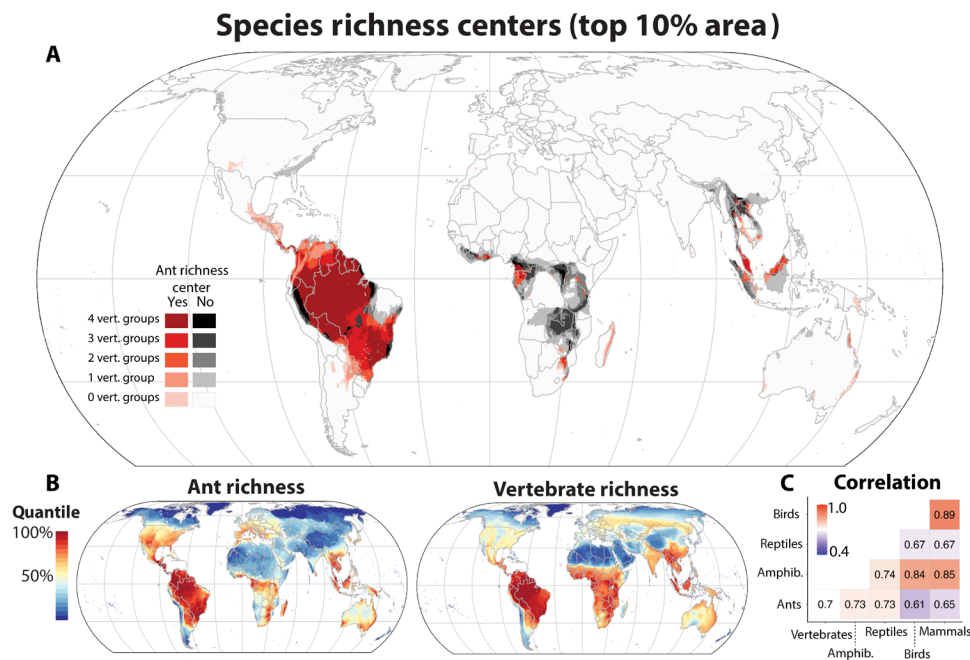 Species richness centers (top 10% area)
A
Ant richness
center
Yes No
4 vert. groups
3 vert. groups
2 vert. groups
1 vert. group
0 vert. groups
B
Ant richness
Vertebrate richness
Quantile
100%
50%
C
Correlation
1.0
0.4
Birds 0.89
Reptiles 0.67 0.67
Amphib. 0.74 0.84 0.85
Ants 0.7 0.73 0.73 0.61 0.65
Vertebrates Reptiles Mammals
Amphib. Birds